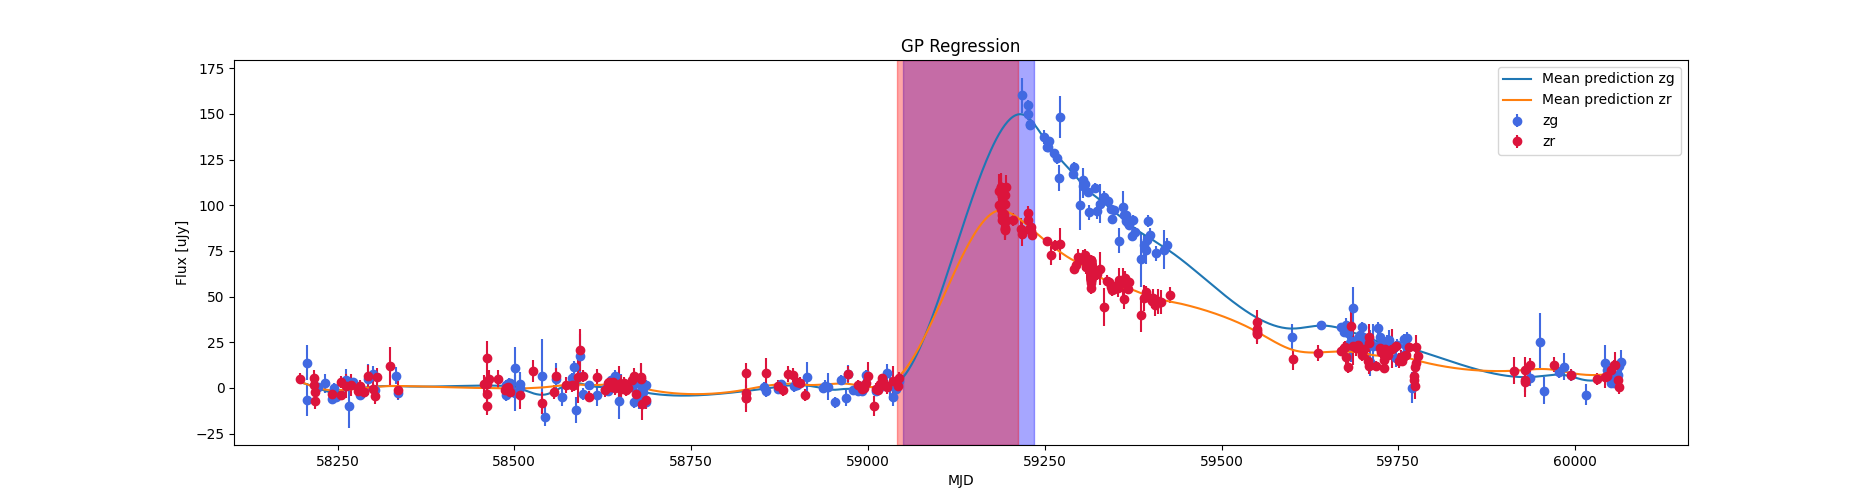 GP Regression
175
150
125
100
75
50
25
0
−25
Flux [uJy]
58250
58500
58750
59000
59250
59500
59750
60000
MJD
Mean prediction zg
Mean prediction zr
zg
zr